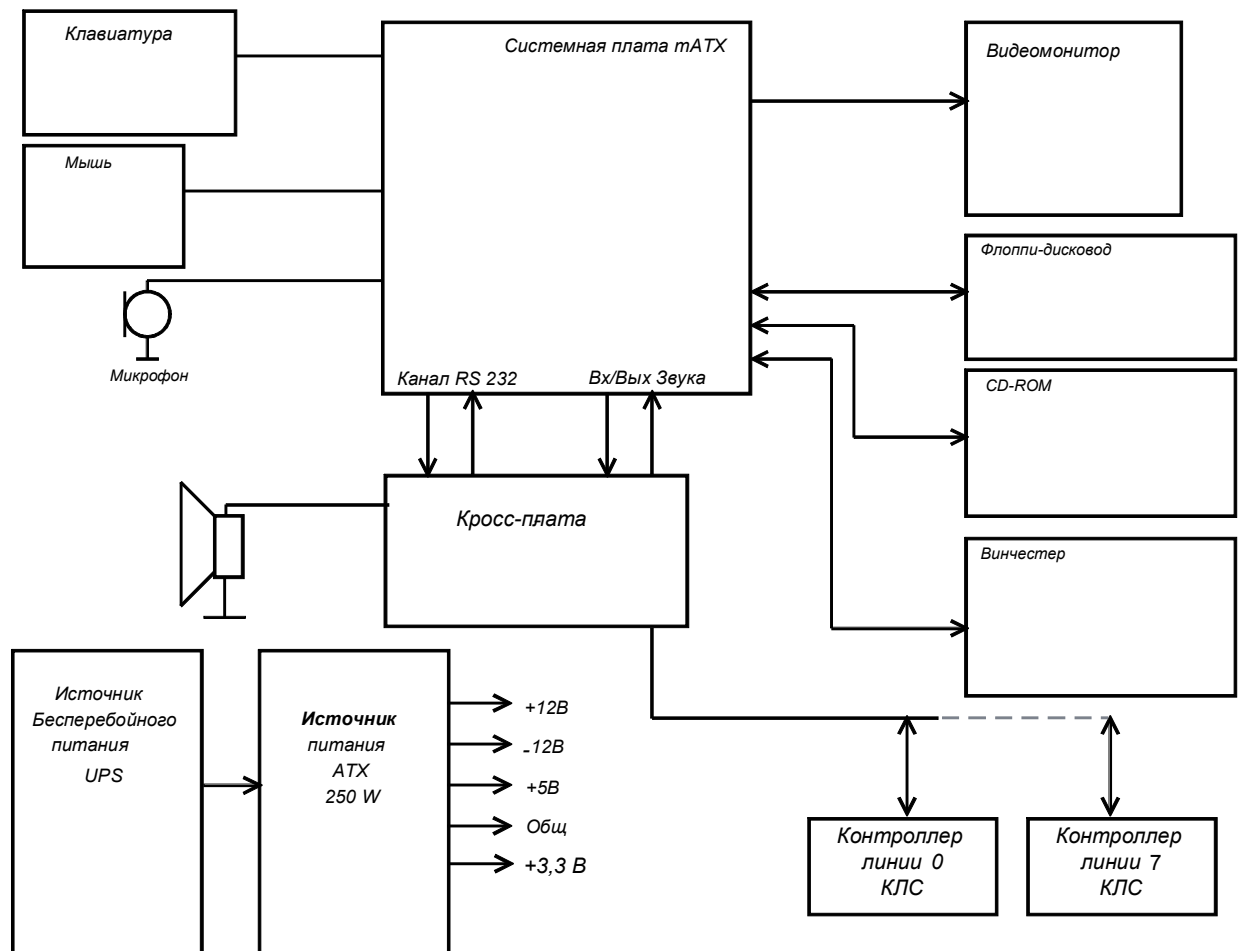 Клавиатура
Системная плата mATX
Видеомонитор
Мышь
Флоппи-дисковод
Микрофон
Канал RS 232
Вх/Вых Звука
CD-ROM
Кросс-плата
Винчестер
Источник
Бесперебойного
питания
UPS
Источник
питания
ATX
250 W
+12В
-12В
+5В
Общ
+3,3 В
Контроллер
линии 0
КЛС
Контроллер
линии 7
КЛС